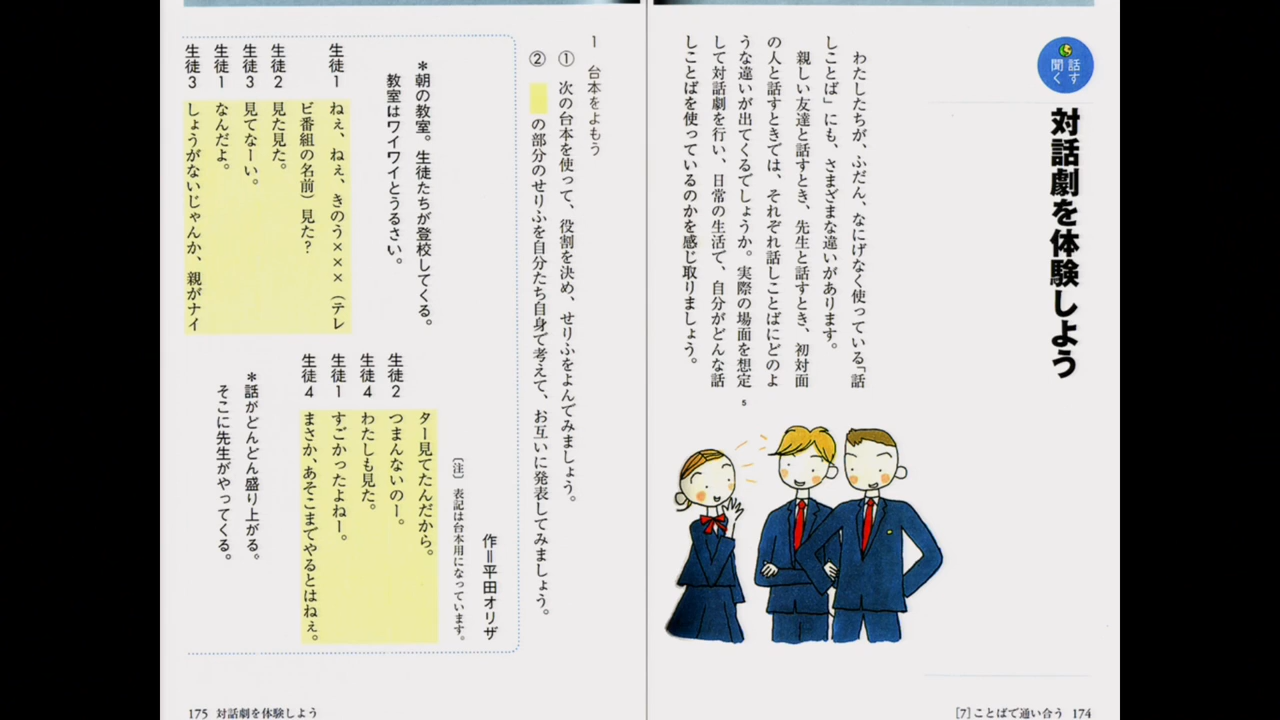 話す
聞く
対話劇を体験しよう
わたしたちが、ふだん、なにげなく使っている「話
しことば」にも、さまざまな違いがあります。
親しい友達と話すとき、先生と話すとき、初対面
の人と話すときでは、それぞれ話しことばにどのよ
うな違いが出てくるでしょうか。実際の場面を想定
して対話劇を行い、日常の生活で、自分がどんな話
しことばを使っているのかを感じ取りましょう。
5
[7]ことばで通い合う 174
1 台本をよもう
① 次の台本を使って、役割を決め、せりふをよんでみましょう。
② の部分のせりふを自分たち自身で考えて、お互いに発表してみましょう。
作=平田オリザ
〔注〕 表記は台本用になっています。
＊朝の教室。生徒たちが登校してくる。
教室はワイワイとうるさい。
生徒1 ねぇ、ねぇ、きのう×××（テレ
ビ番組の名前）見た?
生徒2 見た見た。
生徒3 見てなーい。
生徒1 なんだよ。
生徒3 しょうがないじゃんか、親がナイ
ター見てたんだから。
生徒2 つまんないのー。
生徒4 わたしも見た。
生徒1 すごかったよねー。
生徒4 まさか、あそこまでやるとはねぇ。
＊話がどんどん盛り上がる。
そこに先生がやってくる。
175 対話劇を体験しよう